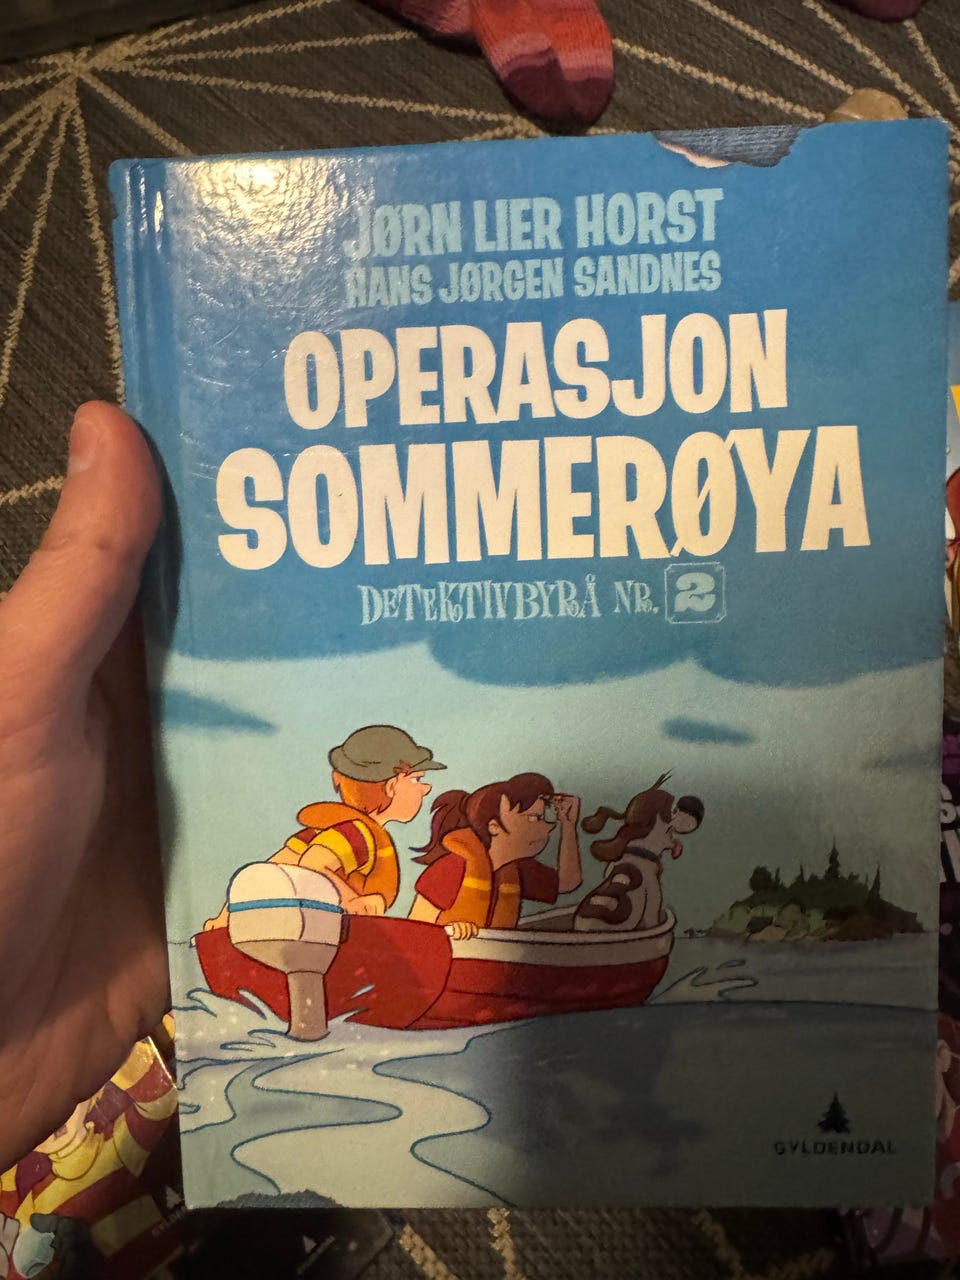 JØRN LIER HORST
HANS JØRGEN SANDNES
OPERASJON
SOMMERØYA
DETEKTIVBYRÅ NR. 2
GYLDENDAL